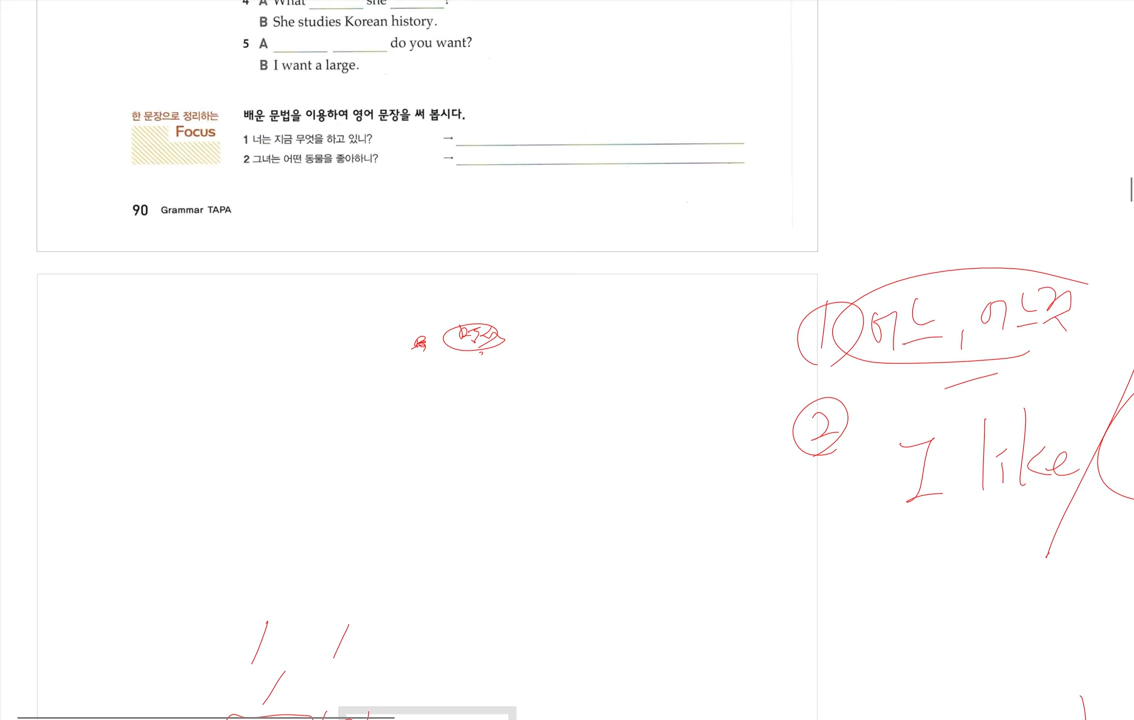 4 A What ______ she ______?
B She studies Korean history.
5 A ______ ______ do you want?
B I want a large.
한 문장으로 정리하는
Focus
배운 문법을 이용하여 영어 문장을 써 봅시다.
1 너는 지금 무엇을 하고 있니? →
2 그녀는 어떤 동물을 좋아하니? →
90 Grammar TAPA
① 어느, 어느것
② I like